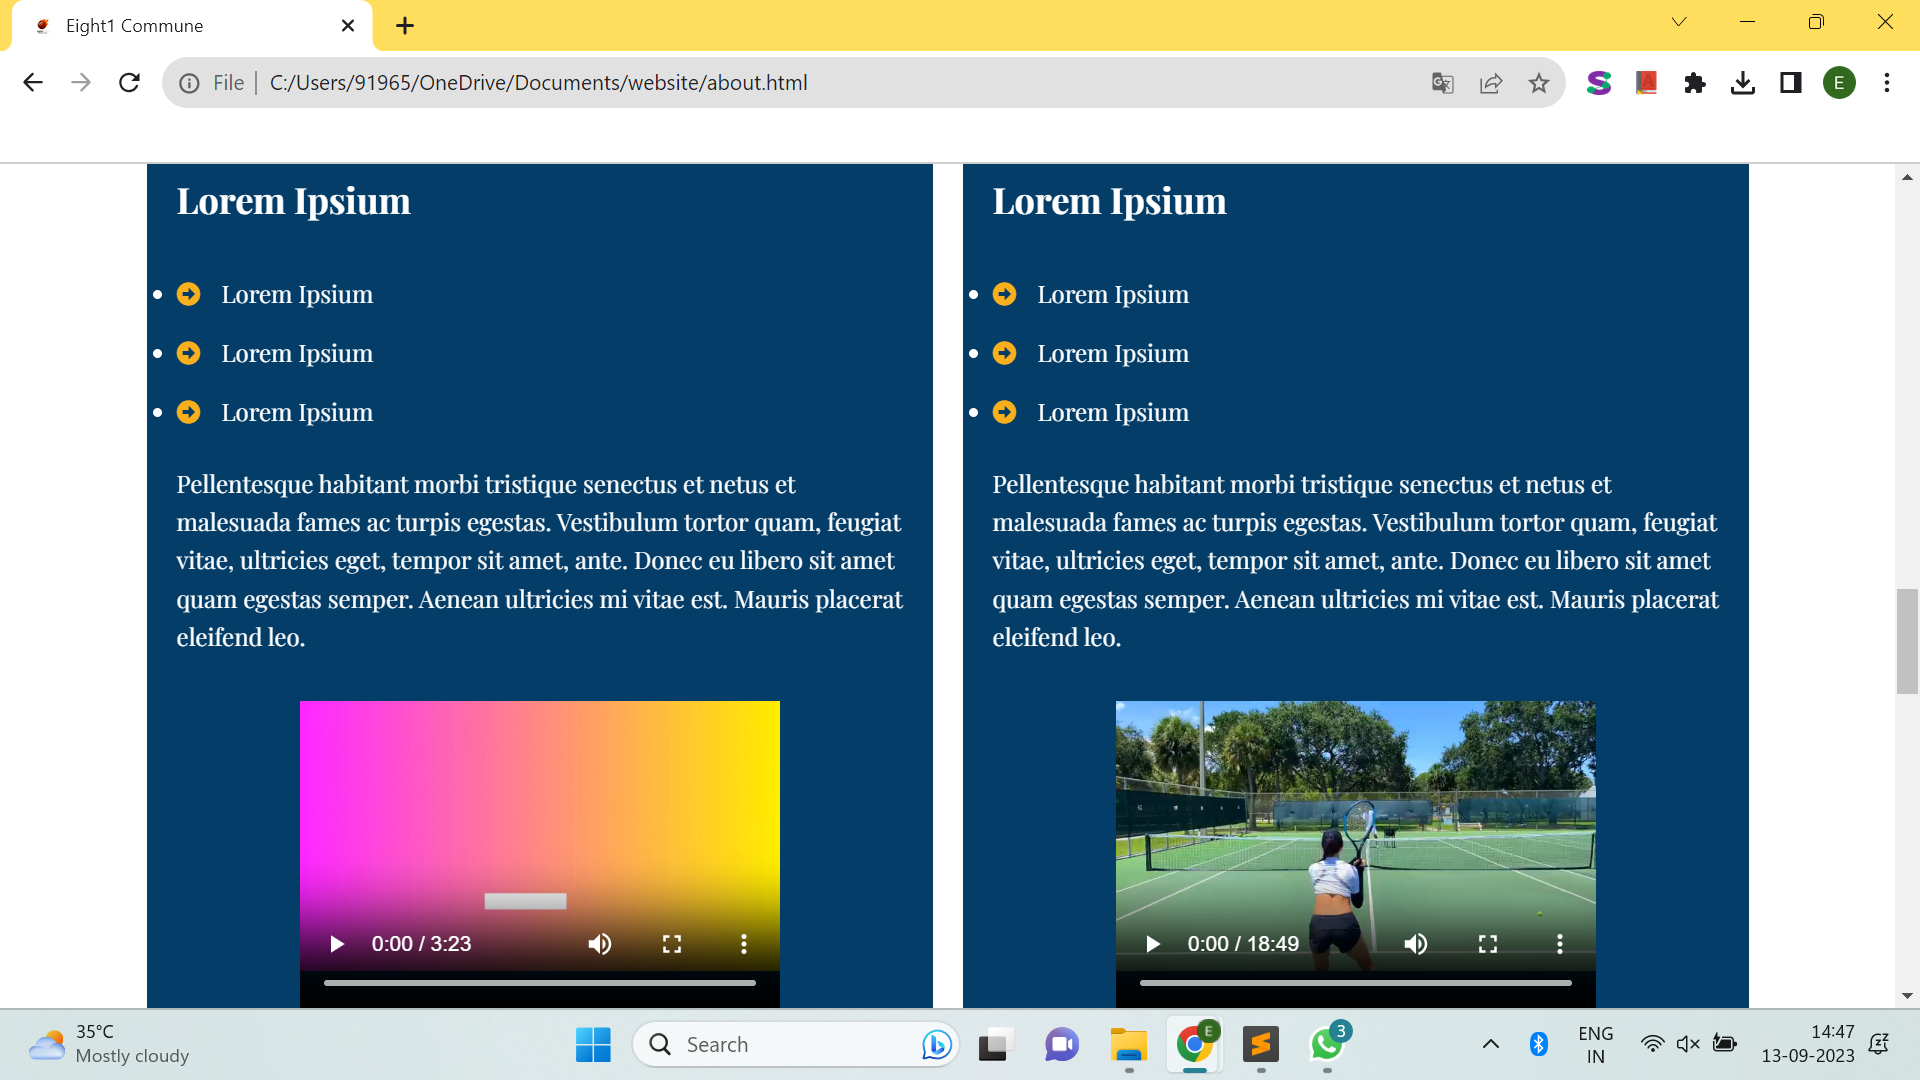 Eight1 Commune
File
C:/Users/91965/OneDrive/Documents/website/about.html
E
Lorem Ipsium
Lorem Ipsium
Lorem Ipsium
Lorem Ipsium
Pellentesque habitant morbi tristique senectus et netus et
malesuada fames ac turpis egestas. Vestibulum tortor quam, feugiat
vitae, ultricies eget, tempor sit amet, ante. Donec eu libero sit amet
quam egestas semper. Aenean ultricies mi vitae est. Mauris placerat
eleifend leo.
0:00 / 3:23
Lorem Ipsium
Lorem Ipsium
Lorem Ipsium
Lorem Ipsium
Pellentesque habitant morbi tristique senectus et netus et
malesuada fames ac turpis egestas. Vestibulum tortor quam, feugiat
vitae, ultricies eget, tempor sit amet, ante. Donec eu libero sit amet
quam egestas semper. Aenean ultricies mi vitae est. Mauris placerat
eleifend leo.
0:00 / 18:49
35°C
Mostly cloudy
Search
E
3
ENG
IN
14:47
13-09-2023